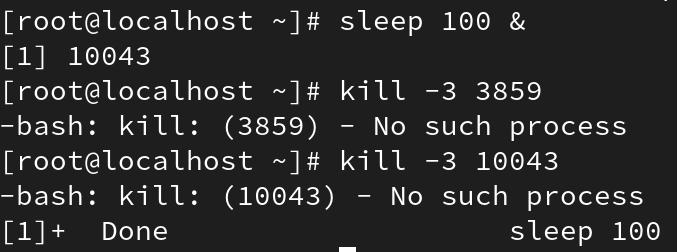 [root@localhost ~]# sleep 100 &
[1] 10043
[root@localhost ~]# kill -3 3859
-bash: kill: (3859) - No such process
[root@localhost ~]# kill -3 10043
-bash: kill: (10043) - No such process
[1]+  Done                    sleep 100